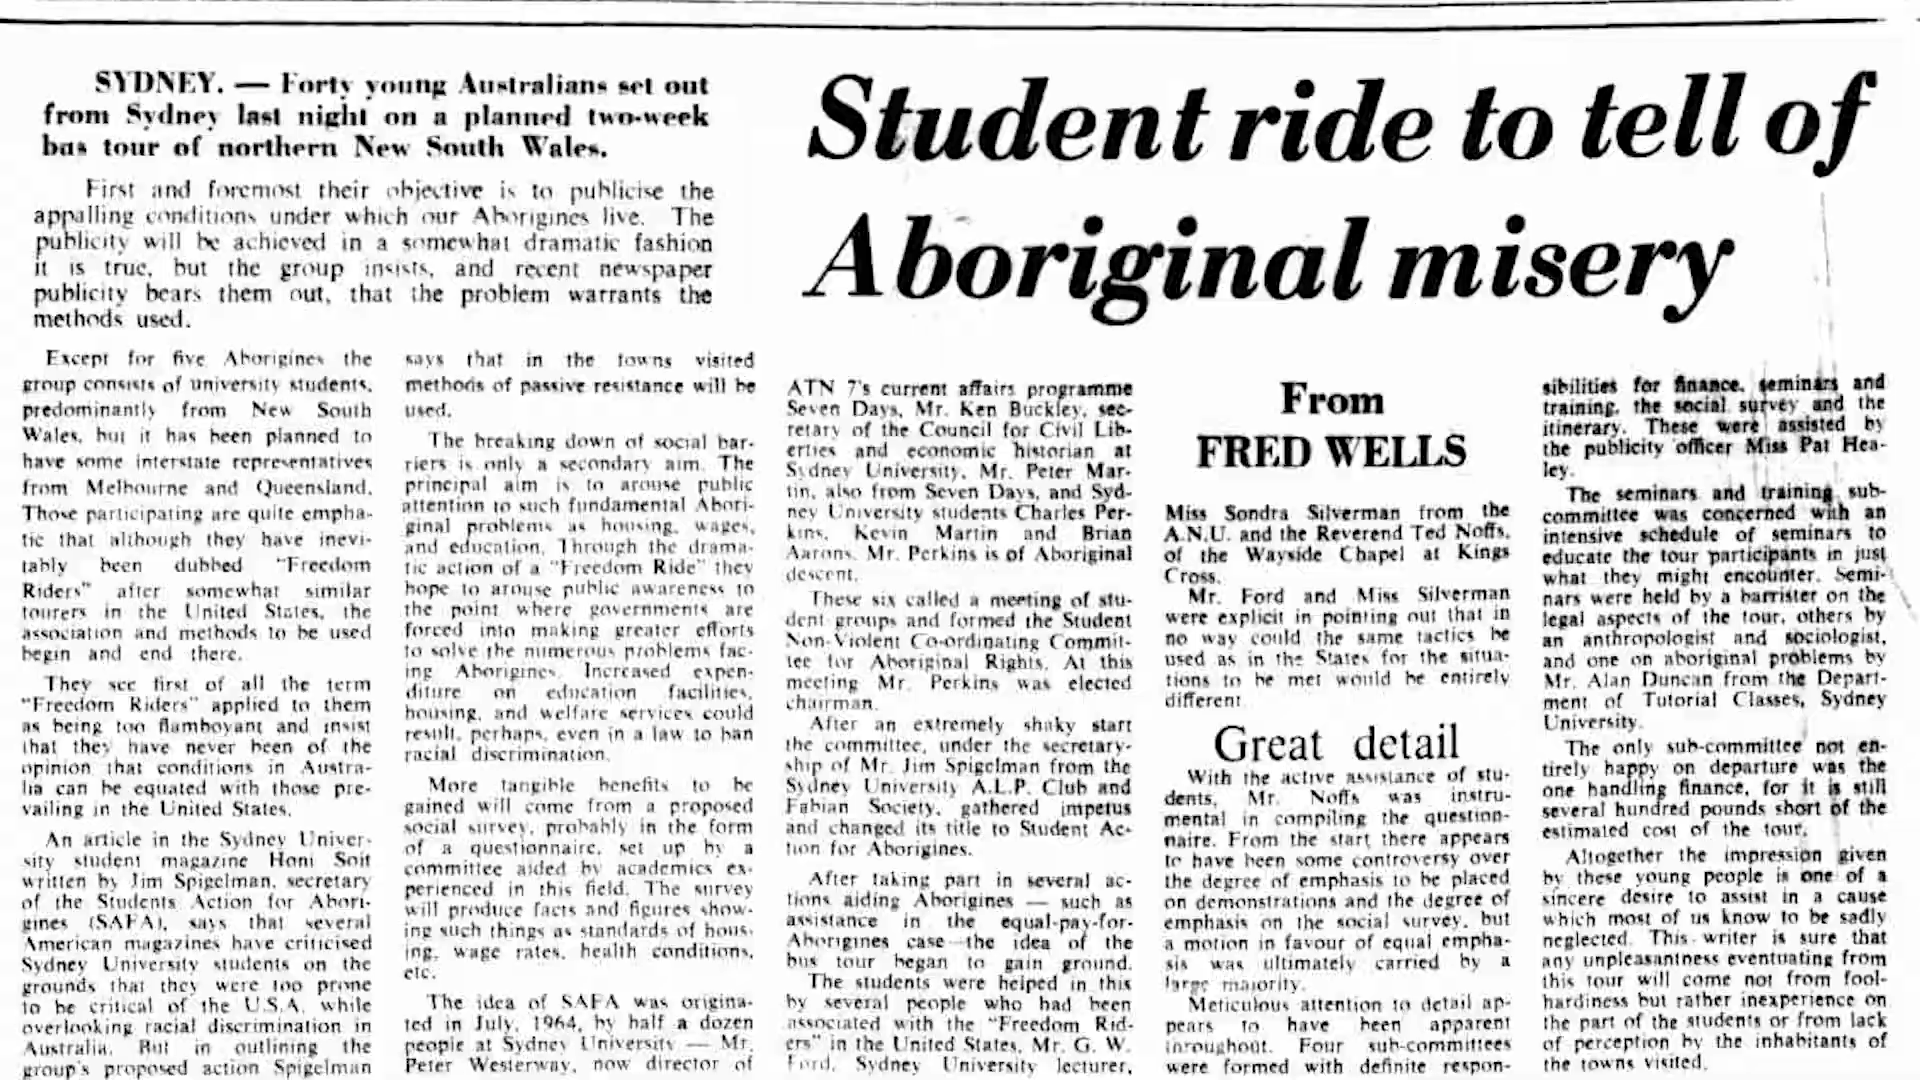 Student ride to tell of
Aboriginal misery
SYDNEY. — Forty young Australians set out
from Sydney last night on a planned two-week
bus tour of northern New South Wales.
First and foremost their objective is to publicise the
appalling conditions under which our Aborigines live. The
publicity will be achieved in a somewhat dramatic fashion
it is true, but the group insists, and recent newspaper
publicity bears them out, that the problem warrants the
methods used.
Except for five Aborigines the
group consists of university students,
predominantly from New South
Wales, but it has been planned to
have some interstate representatives
from Melbourne and Queensland.
Those participating are quite empha-
tic that although they have inevi-
tably been dubbed "Freedom
Riders" after somewhat similar
tourers in the United States, the
association and methods to be used
begin and end there.
They see first of all the term
"Freedom Riders" applied to them
as being too flamboyant and insist
that they have never been of the
opinion that conditions in Austra-
lia can be equated with those pre-
vailing in the United States.
An article in the Sydney Univer-
sity student magazine Honi Soit
written by Jim Spigelman, secretary
of the Students Action for Abori-
gines (SAFA), says that several
American magazines have criticised
Sydney University students on the
grounds that they were too prone
to be critical of the U.S.A. while
overlooking racial discrimination in
Australia. But in outlining the
group's proposed action Spigelman
says that in the towns visited
methods of passive resistance will be
used.
The breaking down of social bar-
riers is only a secondary aim. The
principal aim is to arouse public
attention to such fundamental Abori-
ginal problems as housing, wages,
and education. Through the drama-
tic action of a "Freedom Ride" they
hope to arouse public awareness to
the point where governments are
forced into making greater efforts
to solve the numerous problems fac-
ing Aborigines. Increased expen-
diture on education facilities,
housing, and welfare services could
result, perhaps, even in a law to ban
racial discrimination.
More tangible benefits to be
gained will come from a proposed
social survey, probably in the form
of a questionnaire, set up by a
committee aided by academics ex-
perienced in this field. The survey
will produce facts and figures show-
ing such things as standards of hous-
ing, wage rates, health conditions,
etc.
The idea of SAFA was origina-
ted in July, 1964, by half a dozen
people at Sydney University — Mr.
Peter Westerway, now director of
ATN 7's current affairs programme
Seven Days, Mr. Ken Buckley, sec-
retary of the Council for Civil Lib-
erties and economic historian at
Sydney University, Mr. Peter Mar-
tin, also from Seven Days, and Syd-
ney University students Charles Per-
kins, Kevin Martin and Brian
Aarons. Mr. Perkins is of Aboriginal
descent.
These six called a meeting of stu-
dent groups and formed the Student
Non-Violent Co-ordinating Commit-
tee for Aboriginal Rights. At this
meeting Mr. Perkins was elected
chairman.
After an extremely shaky start
the committee, under the secretary-
ship of Mr. Jim Spigelman from the
Sydney University A.L.P. Club and
Fabian Society, gathered impetus
and changed its title to Student Ac-
tion for Aborigines.
After taking part in several ac-
tions aiding Aborigines — such as
assistance in the equal-pay-for-
Aborigines case—the idea of the
bus tour began to gain ground.
The students were helped in this
by several people who had been
associated with the "Freedom Rid-
ers" in the United States, Mr. G. W.
Ford, Sydney University lecturer,
From
FRED WELLS
Miss Sondra Silverman from the
A.N.U. and the Reverend Ted Noffs,
of the Wayside Chapel at Kings
Cross.
Mr. Ford and Miss Silverman
were explicit in pointing out that in
no way could the same tactics be
used as in the States for the situa-
tions to be met would be entirely
different
Great detail
With the active assistance of stu-
dents, Mr. Noffs was instru-
mental in compiling the question-
naire. From the start there appears
to have been some controversy over
the degree of emphasis to be placed
on demonstrations and the degree of
emphasis on the social survey, but
a motion in favour of equal empha-
sis was ultimately carried by a
large majority.
Meticulous attention to detail ap-
pears to have been apparent
throughout. Four sub-committees
were formed with definite respon-
sibilities for finance, seminars and
training, the social survey and the
itinerary. These were assisted by
the publicity officer Miss Pat Hea-
ley.
The seminars and training sub-
committee was concerned with an
intensive schedule of seminars to
educate the tour participants in just
what they might encounter. Semi-
nars were held by a barrister on the
legal aspects of the tour, others by
an anthropologist and sociologist,
and one on aboriginal problems by
Mr. Alan Duncan from the Depart-
ment of Tutorial Classes, Sydney
University.
The only sub-committee not en-
tirely happy on departure was the
one handling finance, for it is still
several hundred pounds short of the
estimated cost of the tour.
Altogether the impression given
by these young people is one of a
sincere desire to assist in a cause
which most of us know to be sadly
neglected. This writer is sure that
any unpleasantness eventuating from
this tour will come not from fool-
hardiness but rather inexperience on
the part of the students or from lack
of perception by the inhabitants of
the towns visited.